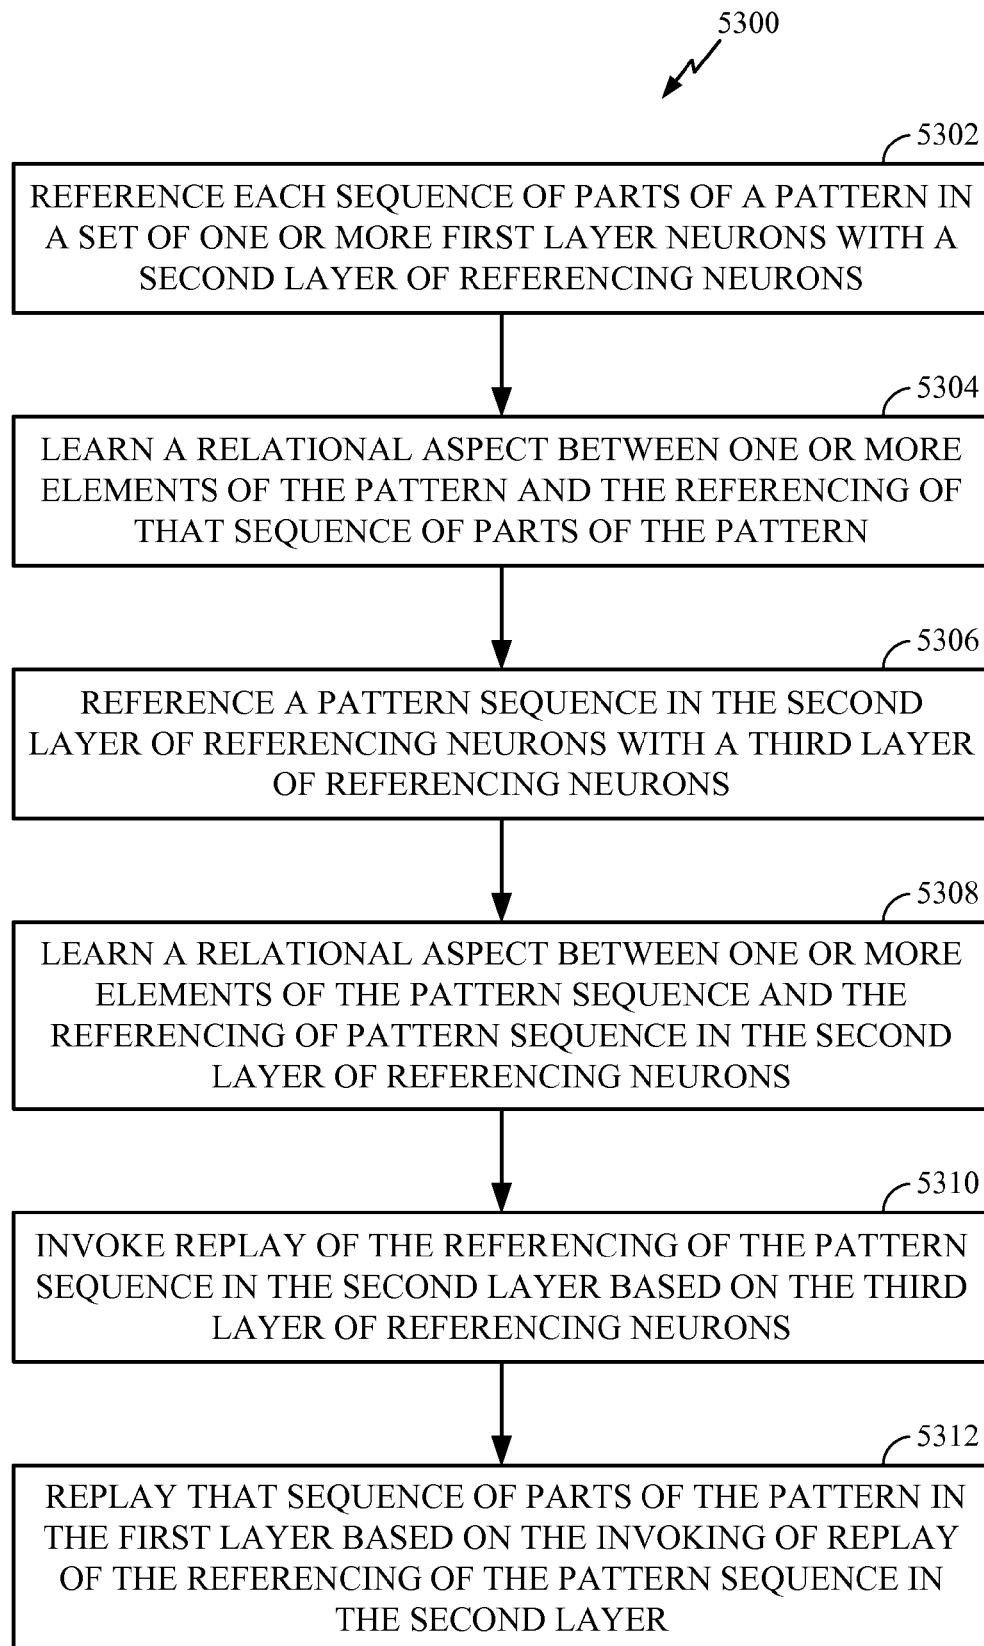 5300
5302
REFERENCE EACH SEQUENCE OF PARTS OF A PATTERN IN
A SET OF ONE OR MORE FIRST LAYER NEURONS WITH A
SECOND LAYER OF REFERENCING NEURONS
5304
LEARN A RELATIONAL ASPECT BETWEEN ONE OR MORE
ELEMENTS OF THE PATTERN AND THE REFERENCING OF
THAT SEQUENCE OF PARTS OF THE PATTERN
5306
REFERENCE A PATTERN SEQUENCE IN THE SECOND
LAYER OF REFERENCING NEURONS WITH A THIRD LAYER
OF REFERENCING NEURONS
5308
LEARN A RELATIONAL ASPECT BETWEEN ONE OR MORE
ELEMENTS OF THE PATTERN SEQUENCE AND THE
REFERENCING OF PATTERN SEQUENCE IN THE SECOND
LAYER OF REFERENCING NEURONS
5310
INVOKE REPLAY OF THE REFERENCING OF THE PATTERN
SEQUENCE IN THE SECOND LAYER BASED ON THE THIRD
LAYER OF REFERENCING NEURONS
5312
REPLAY THAT SEQUENCE OF PARTS OF THE PATTERN IN
THE FIRST LAYER BASED ON THE INVOKING OF REPLAY
OF THE REFERENCING OF THE PATTERN SEQUENCE IN
THE SECOND LAYER